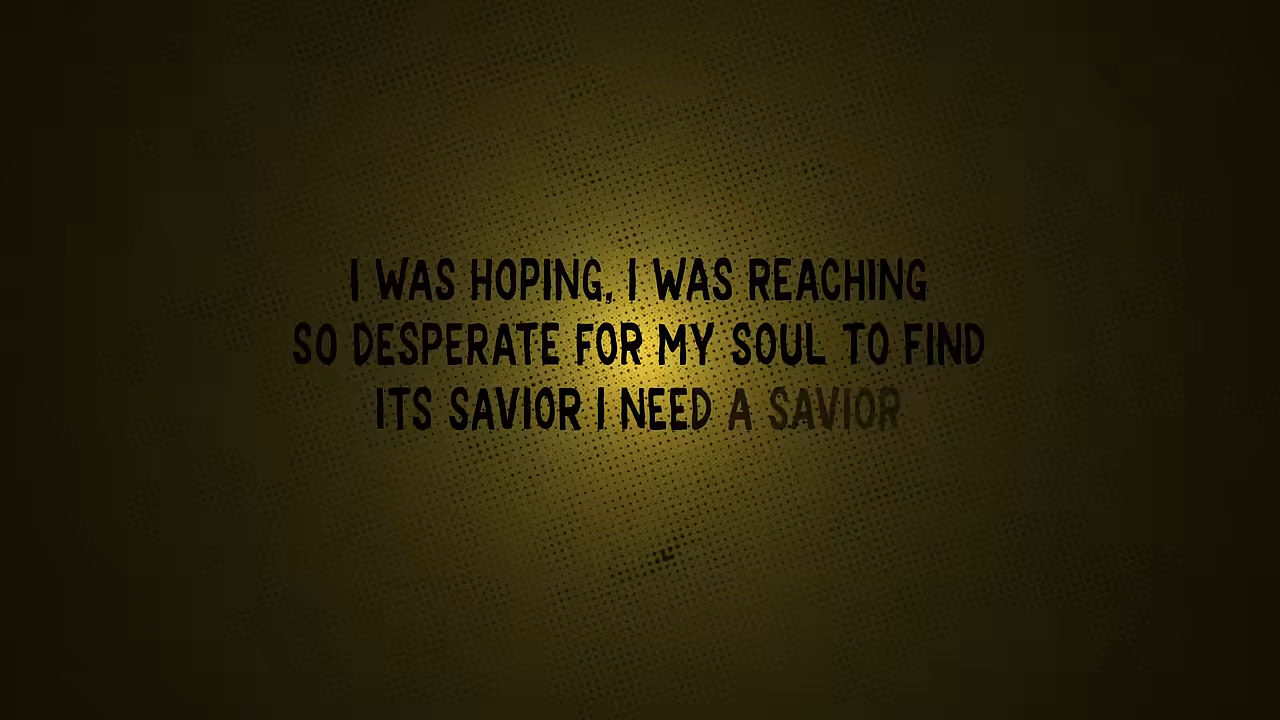 I WAS HOPING, I WAS REACHING
SO DESPERATE FOR MY SOUL TO FIND
ITS SAVIOR I NEED A SAVIOR